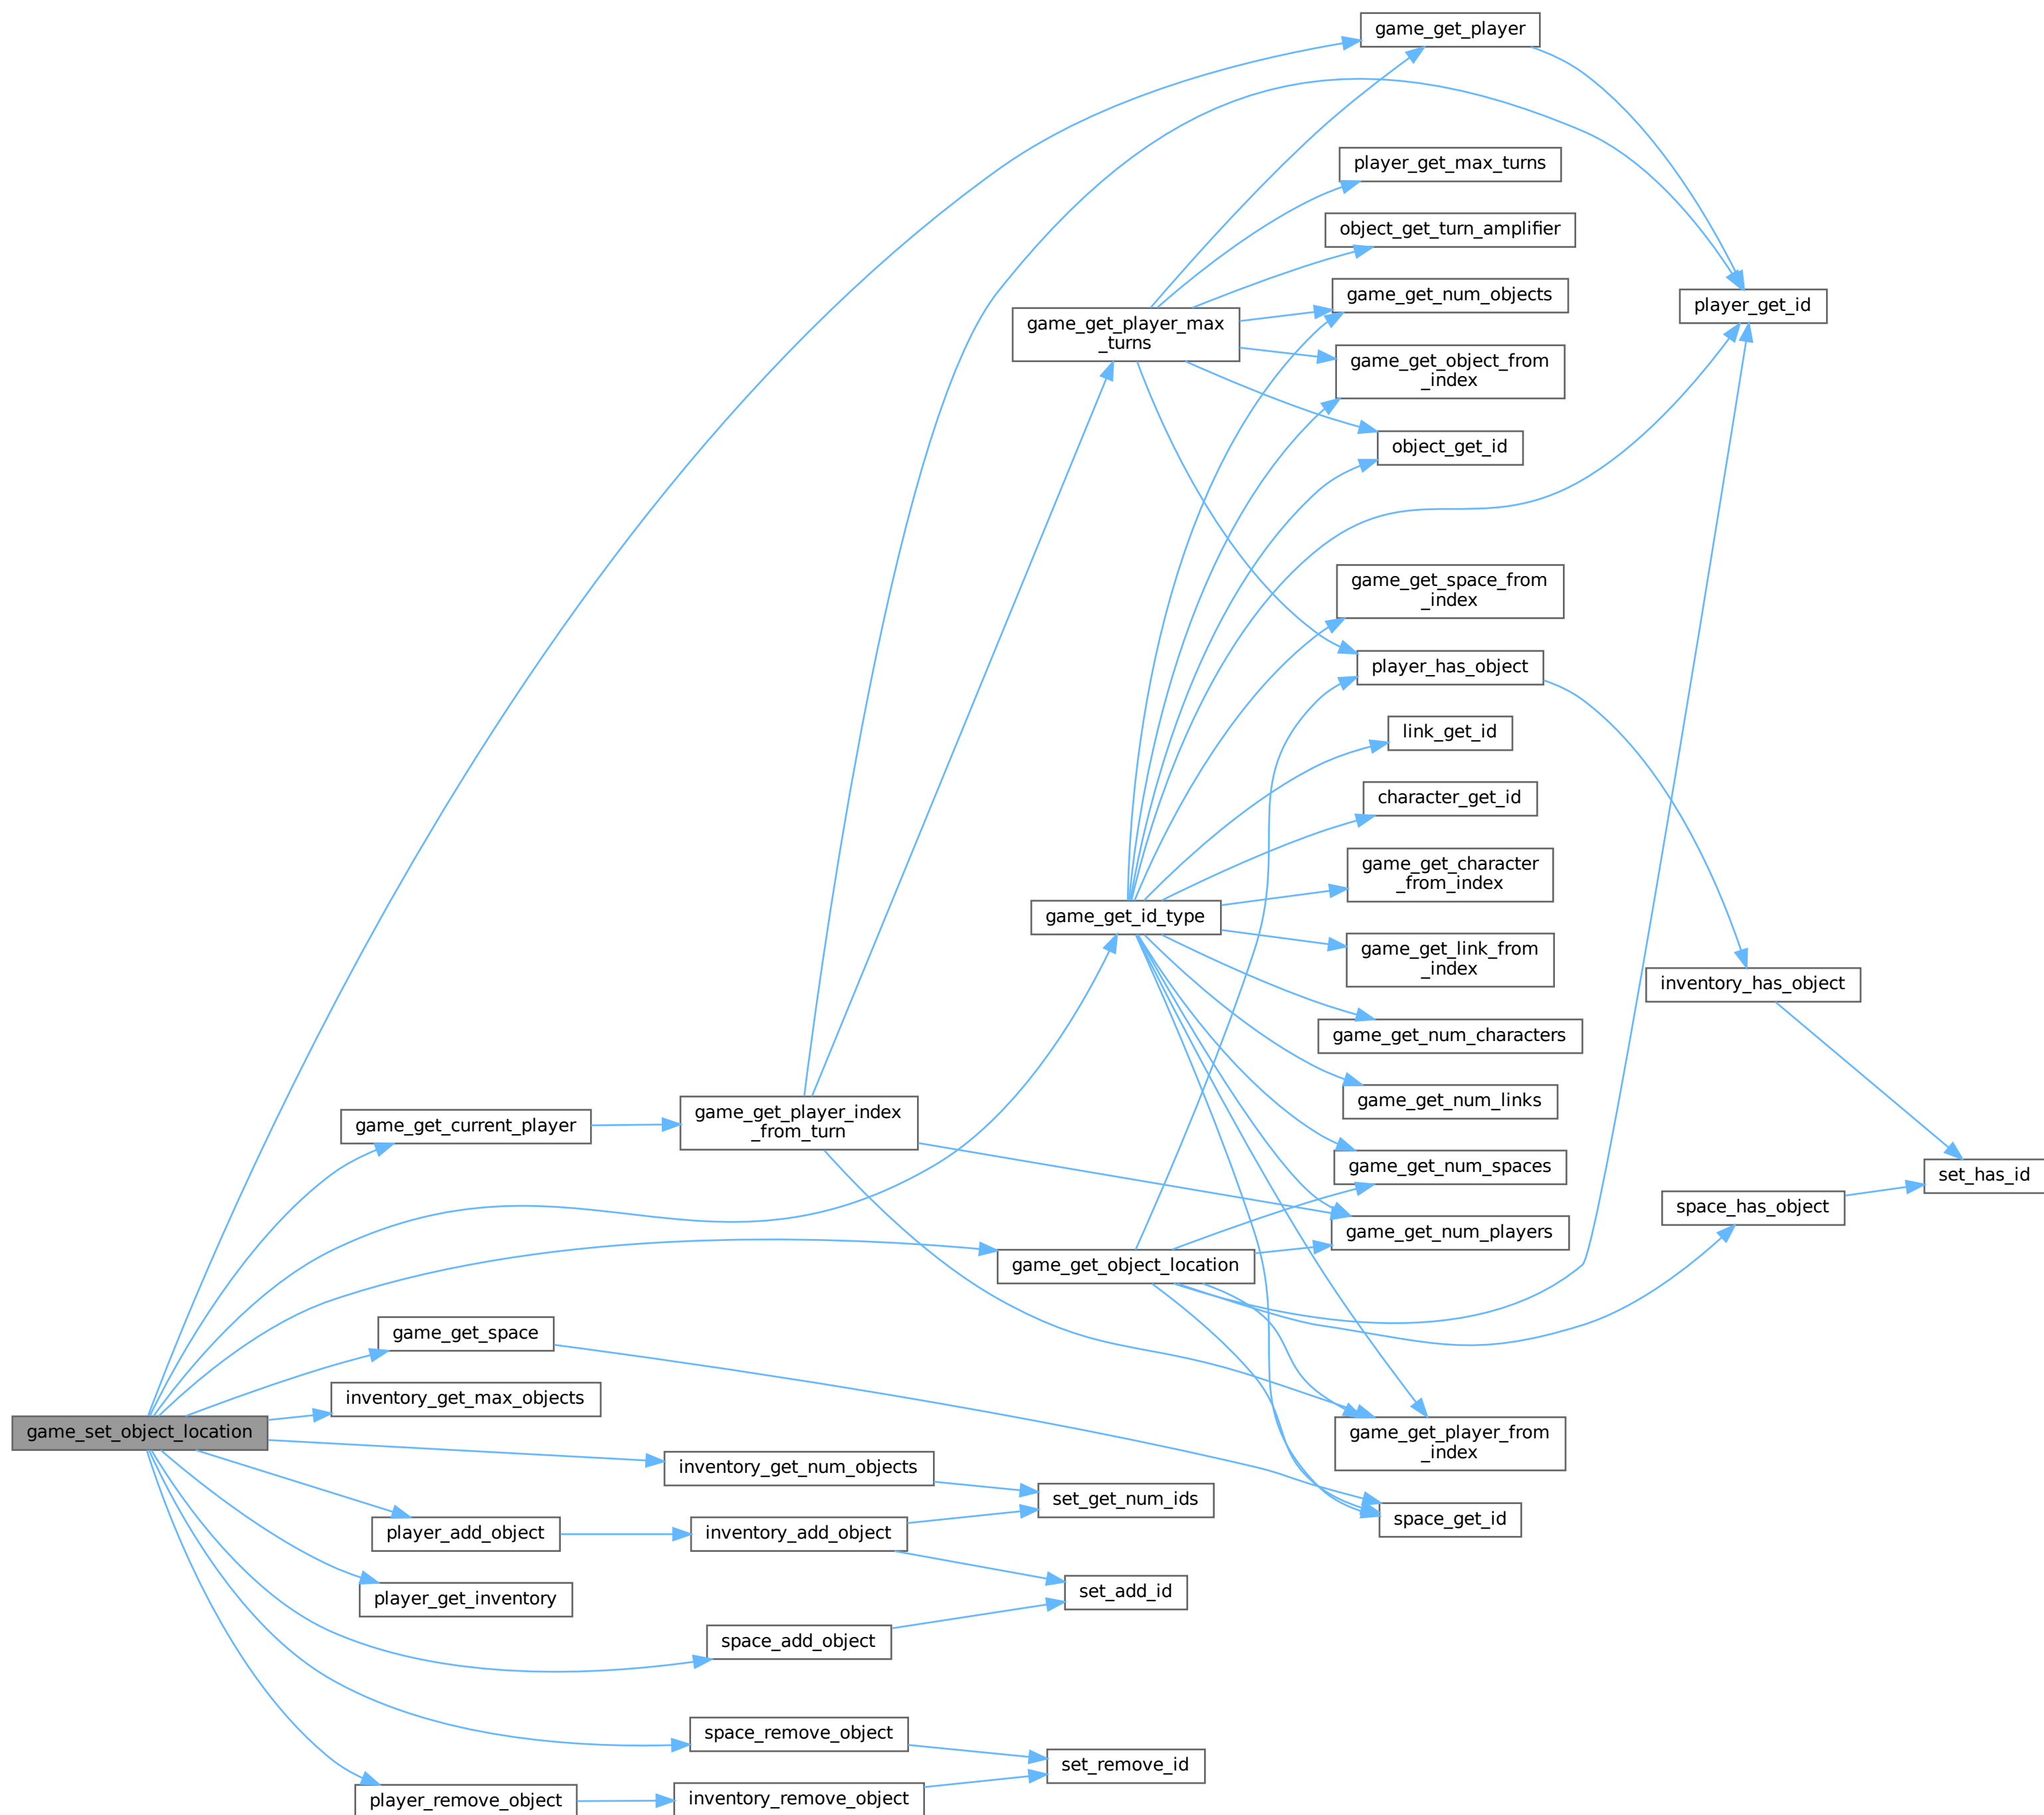 game_get_player
player_get_max_turns
object_get_turn_amplifier
game_get_num_objects
player_get_id
game_get_player_max
_turns
game_get_object_from
_index
object_get_id
game_get_space_from
_index
player_has_object
link_get_id
character_get_id
game_get_character
_from_index
game_get_id_type
game_get_link_from
_index
inventory_has_object
game_get_num_characters
game_get_num_links
game_get_player_index
_from_turn
game_get_current_player
game_get_num_spaces
set_has_id
space_has_object
game_get_num_players
game_get_object_location
game_get_space
inventory_get_max_objects
game_set_object_location
game_get_player_from
_index
inventory_get_num_objects
set_get_num_ids
space_get_id
player_add_object
inventory_add_object
player_get_inventory
set_add_id
space_add_object
space_remove_object
set_remove_id
player_remove_object
inventory_remove_object